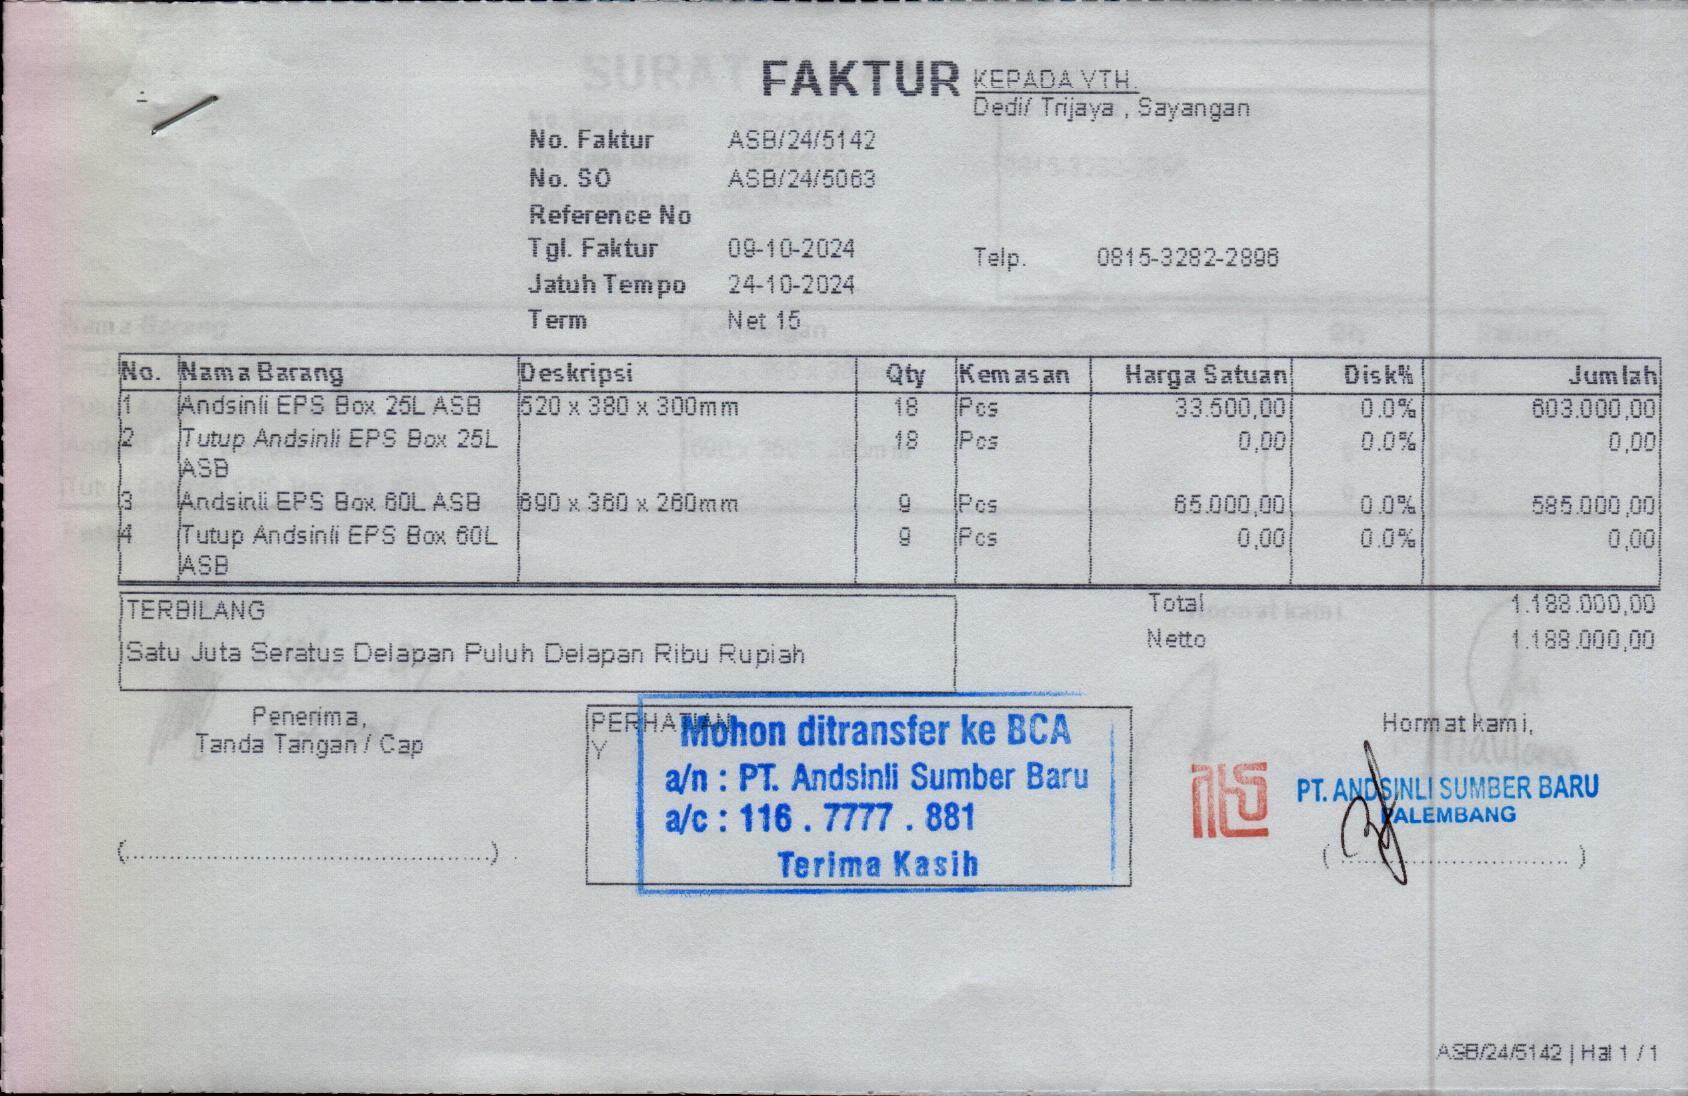 FAKTUR
KEPADA YTH.
Dedi/ Trijaya , Sayangan
No. Faktur ASB/24/5142
No. SO ASB/24/5063
Reference No
Tgl. Faktur 09-10-2024
Telp. 0815-3282-2896
Jatuh Tempo 24-10-2024
Term Net 15
No. Nama Barang Deskripsi Qty Kemasan Harga Satuan Disk% Jumlah
1 Andsinli EPS Box 25L ASB 520 x 380 x 300mm 18 Pcs 33.500,00 0.0% 603.000,00
2 Tutup Andsinli EPS Box 25L 18 Pcs 0,00 0.0% 0,00
ASB
3 Andsinli EPS Box 60L ASB 690 x 360 x 260mm 9 Pcs 65.000,00 0.0% 585.000,00
4 Tutup Andsinli EPS Box 60L 9 Pcs 0,00 0.0% 0,00
ASB
TERBILANG
Satu Juta Seratus Delapan Puluh Delapan Ribu Rupiah
Total 1.188.000,00
Netto 1.188.000,00
Penerima,
Tanda Tangan / Cap
(................................................)
PERHATIAN
Y
Mohon ditransfer ke BCA
a/n : PT. Andsinli Sumber Baru
a/c : 116 . 7777 . 881
Terima Kasih
Hormat kami,
PT. ANDSINLI SUMBER BARU
PALEMBANG
(................................)
ASB/24/5142 | Hal 1 / 1